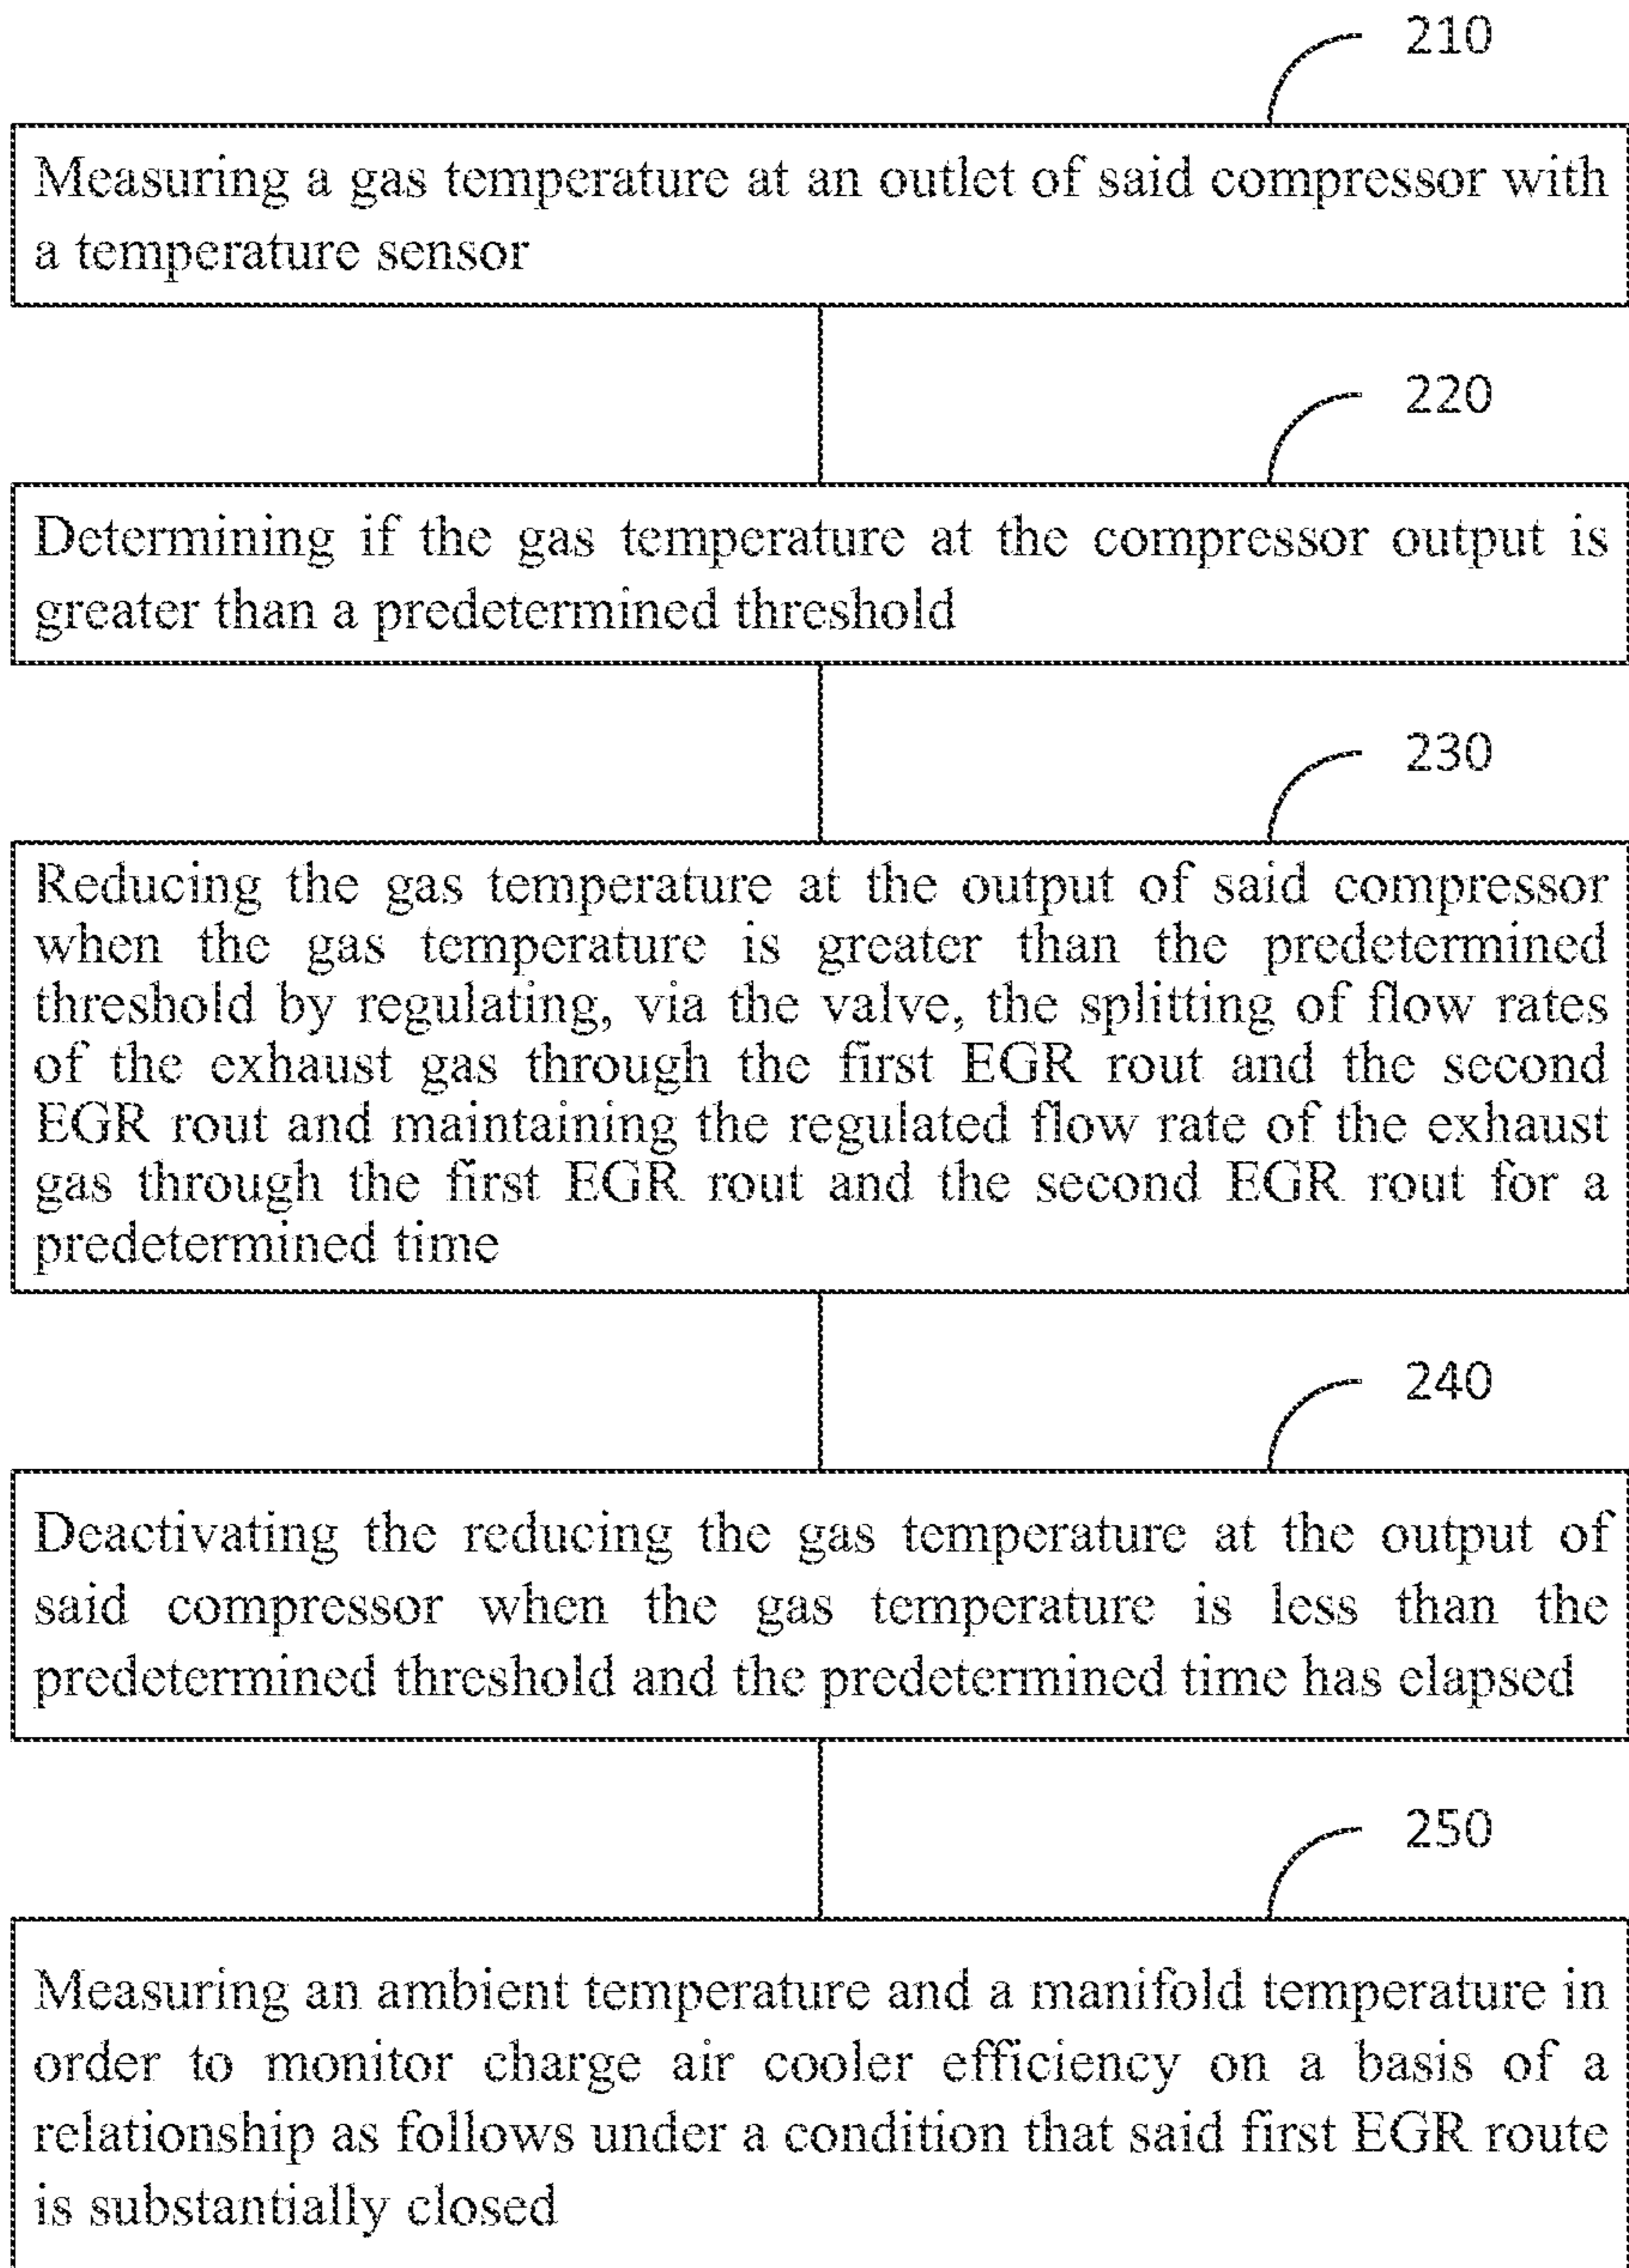 210
Measuring a gas temperature at an outlet of said compressor with
a temperature sensor
220
Determining if the gas temperature at the compressor output is
greater than a predetermined threshold
230
Reducing the gas temperature at the output of said compressor
when the gas temperature is greater than the predetermined
threshold by regulating, via the valve, the splitting of flow rates
of the exhaust gas through the first EGR rout and the second
EGR rout and maintaining the regulated flow rate of the exhaust
gas through the first EGR rout and the second EGR rout for a
predetermined time
240
Deactivating the reducing the gas temperature at the output of
said compressor when the gas temperature is less than the
predetermined threshold and the predetermined time has elapsed
250
Measuring an ambient temperature and a manifold temperature in
order to monitor charge air cooler efficiency on a basis of a
relationship as follows under a condition that said first EGR route
is substantially closed